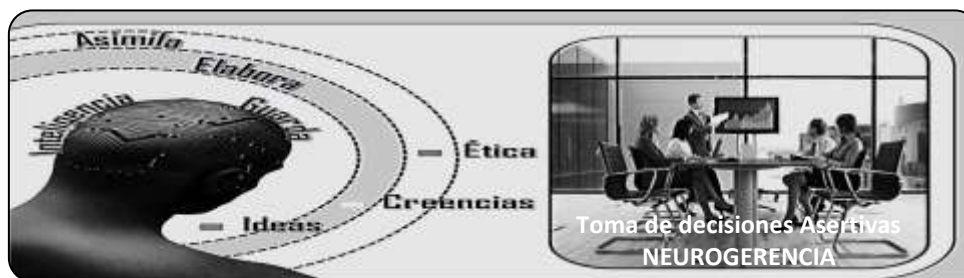 Asimila
Elabora
Inteligencia
Guarda
Ética
Creencias
Ideas
Toma de decisiones Asertivas
NEUROGERENCIA